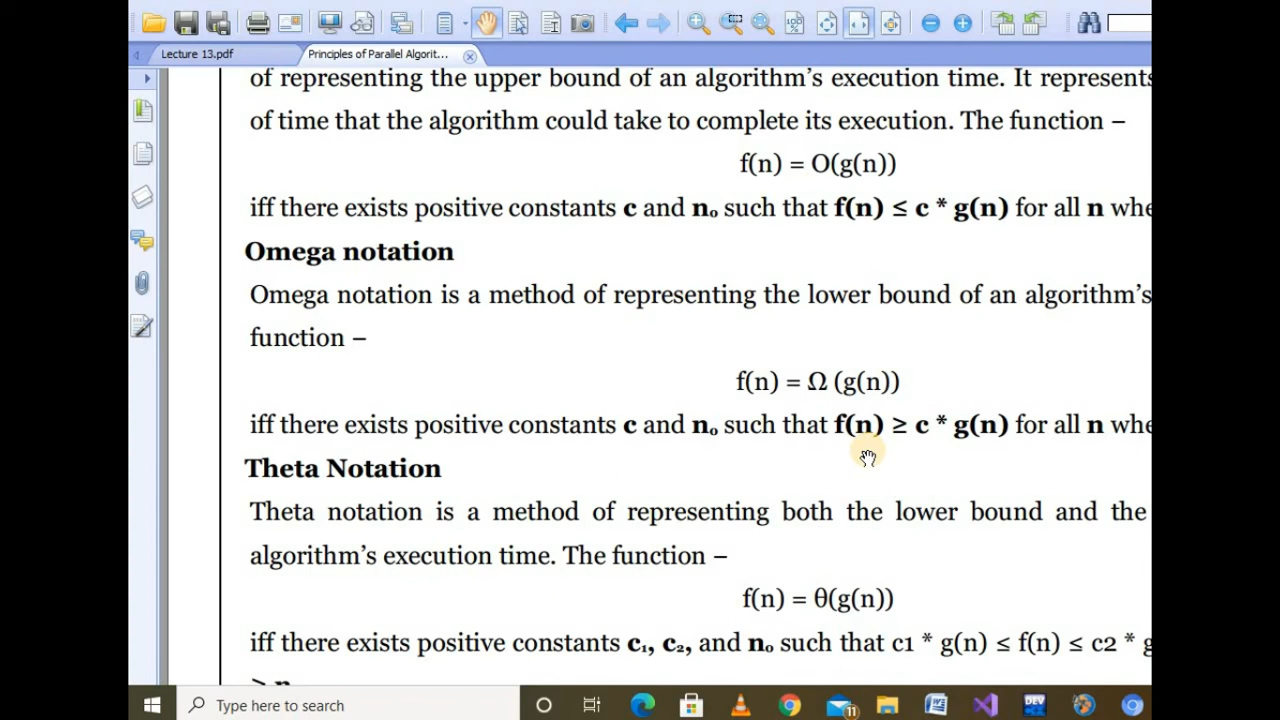 Lecture 13.pdf
Principles of Parallel Algorit...
of representing the upper bound of an algorithm's execution time. It represents
of time that the algorithm could take to complete its execution. The function –
f(n) = O(g(n))
iff there exists positive constants c and n₀ such that f(n) ≤ c * g(n) for all n whe
Omega notation
Omega notation is a method of representing the lower bound of an algorithm's
function –
f(n) = Ω (g(n))
iff there exists positive constants c and n₀ such that f(n) ≥ c * g(n) for all n whe
Theta Notation
Theta notation is a method of representing both the lower bound and the
algorithm's execution time. The function –
f(n) = θ(g(n))
iff there exists positive constants c₁, c₂, and n₀ such that c1 * g(n) ≤ f(n) ≤ c2 * g
Type here to search
11
DEV